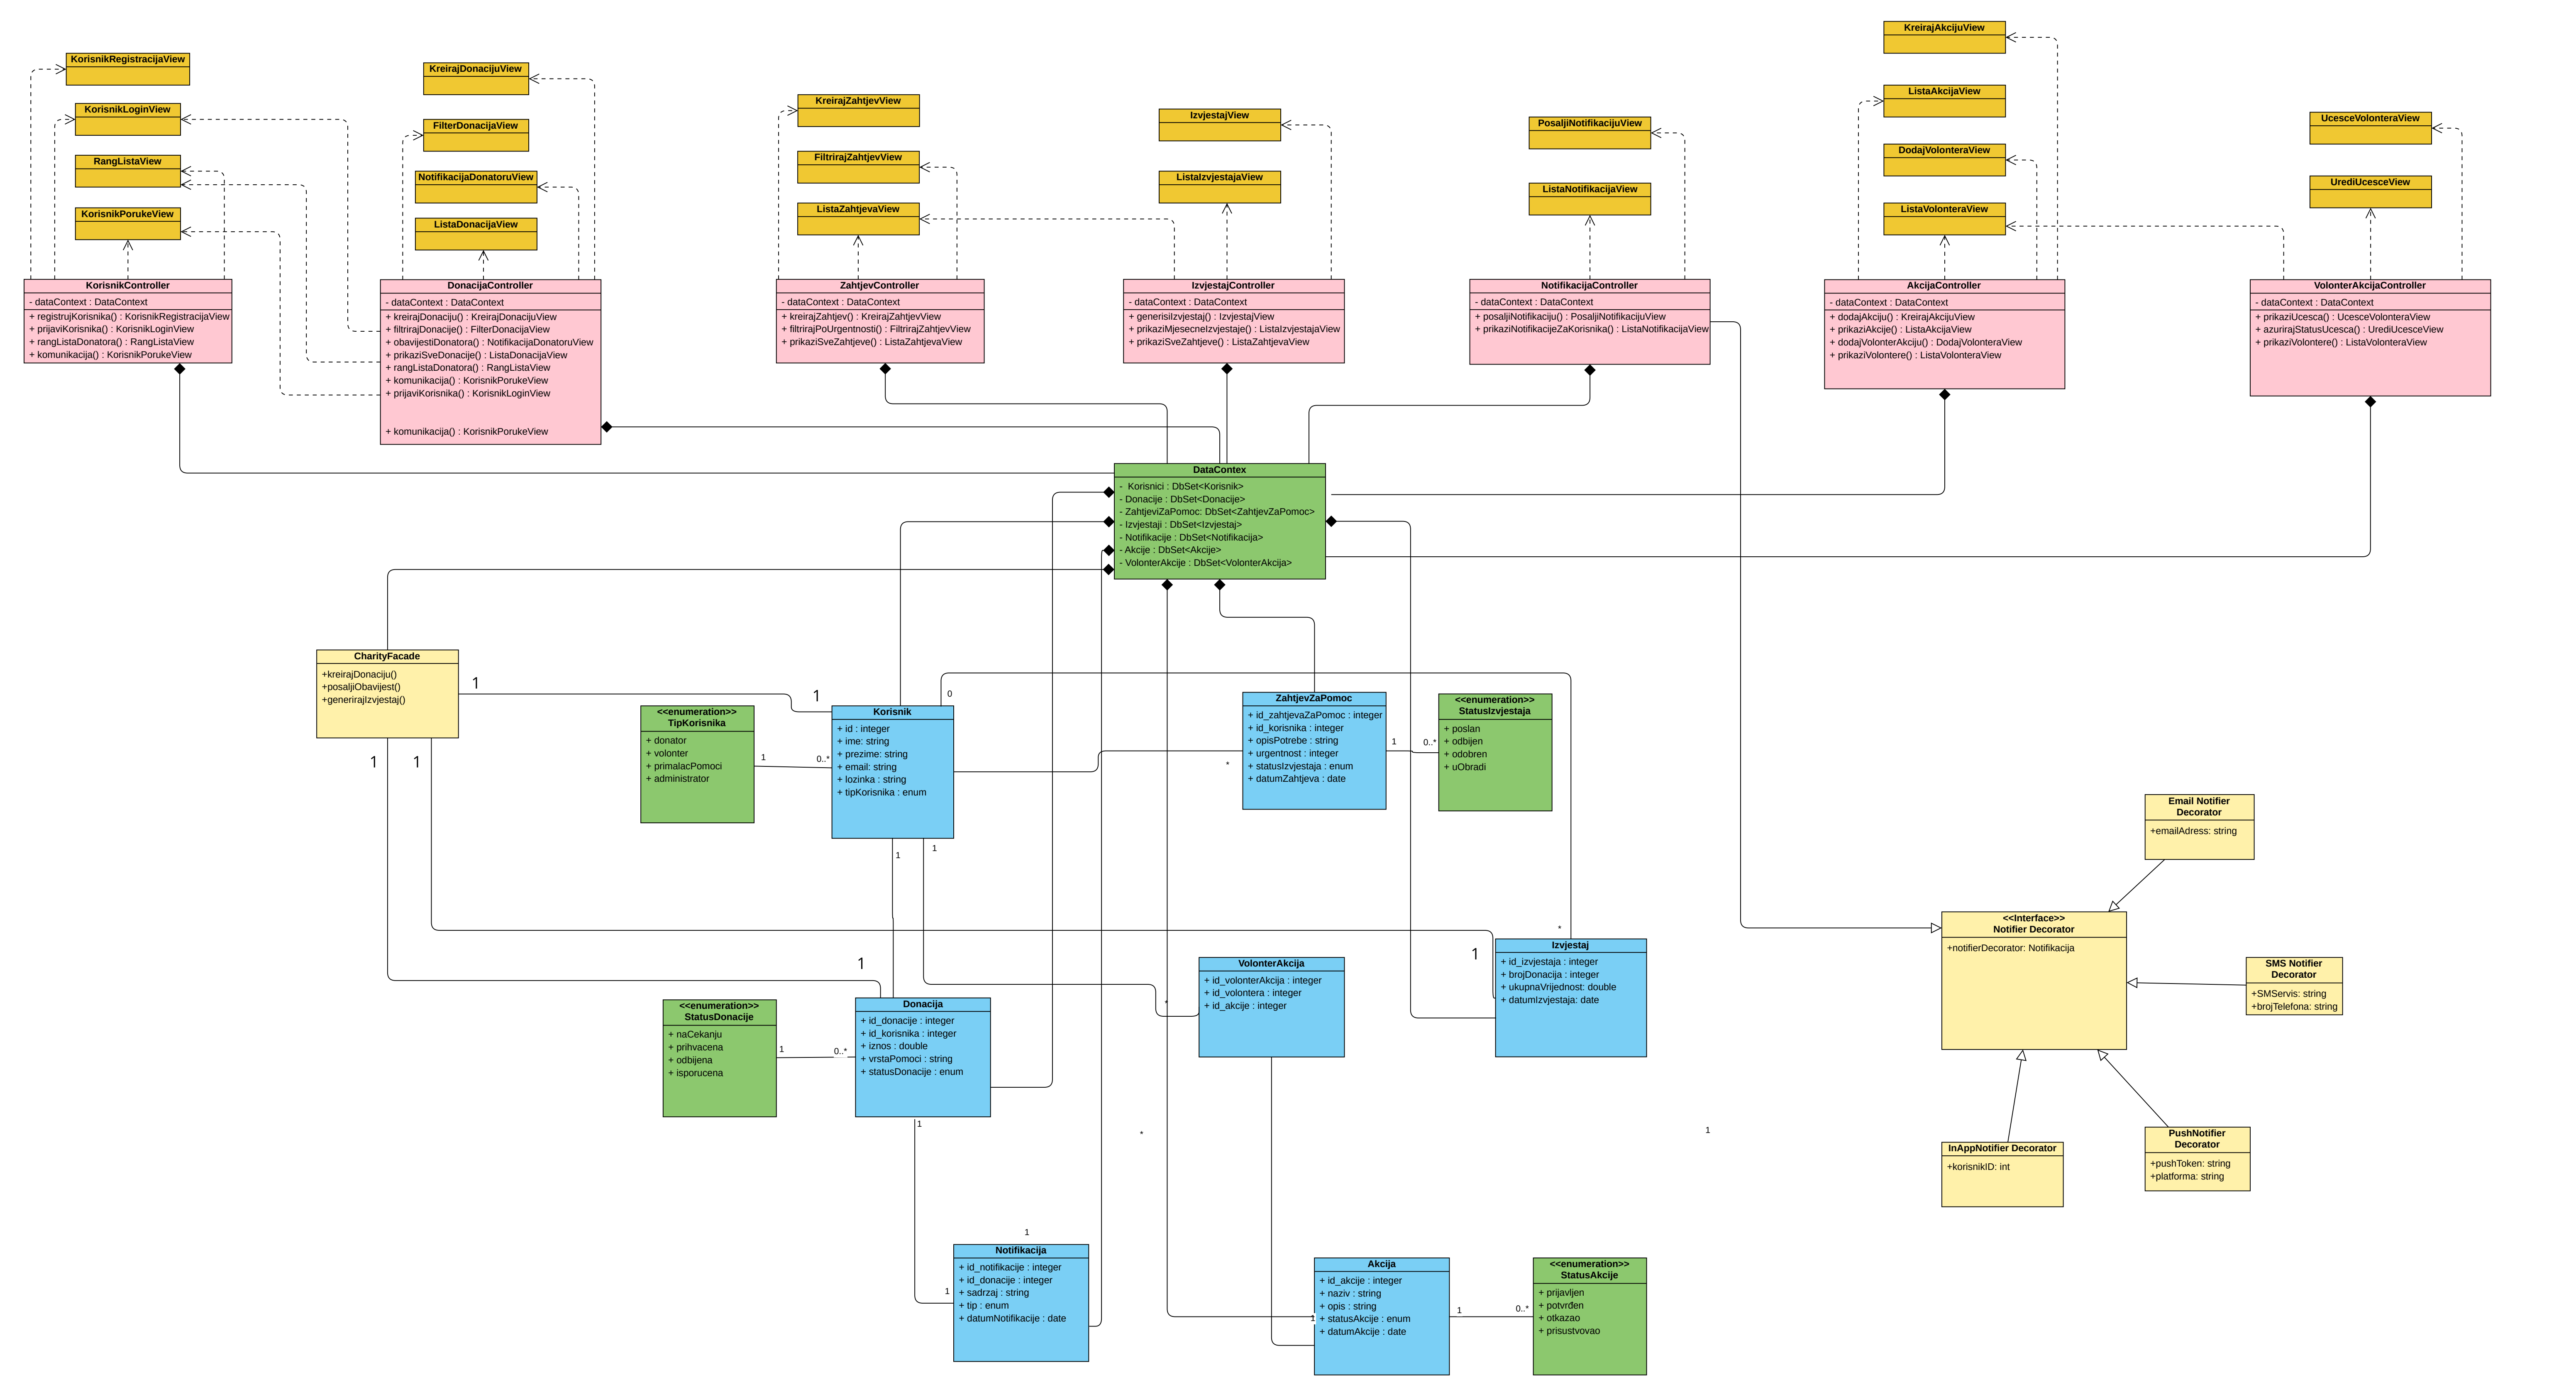 KorisnikRegistracijaView
KorisnikLoginView
RangListaView
KorisnikPorukeView
KreirajDonacijuView
FilterDonacijaView
NotifikacijaDonatoruView
ListaDonacijaView
KreirajZahtjevView
FiltrirajZahtjevView
ListaZahtjevaView
IzvjestajView
ListaIzvjestajaView
PosaljiNotifikacijuView
ListaNotifikacijaView
KreirajAkcijuView
ListaAkcijaView
DodajVolonteraView
ListaVolonteraView
UcesceVolonteraView
UrediUcesceView
KorisnikController
- dataContext : DataContext
+ registrujKorisnika() : KorisnikRegistracijaView
+ prijaviKorisnika() : KorisnikLoginView
+ rangListaDonatora() : RangListaView
+ komunikacija() : KorisnikPorukeView
DonacijaController
- dataContext : DataContext
+ kreirajDonaciju() : KreirajDonacijuView
+ filtrirajDonacije() : FilterDonacijaView
+ obavijestiDonatora() : NotifikacijaDonatoruView
+ prikaziSveDonacije() : ListaDonacijaView
+ rangListaDonatora() : RangListaView
+ komunikacija() : KorisnikPorukeView
+ prijaviKorisnika() : KorisnikLoginView
+ komunikacija() : KorisnikPorukeView
ZahtjevController
- dataContext : DataContext
+ kreirajZahtjev() : KreirajZahtjevView
+ filtrirajPoUrgentnosti() : FiltrirajZahtjevView
+ prikaziSveZahtjeve() : ListaZahtjevaView
IzvjestajController
- dataContext : DataContext
+ generisiIzvjestaj() : IzvjestajView
+ prikaziMjesecneIzvjestaje() : ListaIzvjestajaView
+ prikaziSveZahtjeve() : ListaZahtjevaView
NotifikacijaController
- dataContext : DataContext
+ posaljiNotifikaciju() : PosaljiNotifikacijuView
+ prikaziNotifikacijeZaKorisnika() : ListaNotifikacijaView
AkcijaController
- dataContext : DataContext
+ dodajAkciju() : KreirajAkcijuView
+ prikaziAkcije() : ListaAkcijaView
+ dodajVolonterAkciju() : DodajVolonteraView
+ prikaziVolontere() : ListaVolonteraView
VolonterAkcijaController
- dataContext : DataContext
+ prikaziUcesca() : UcesceVolonteraView
+ azurirajStatusUcesca() : UrediUcesceView
+ prikaziVolontere() : ListaVolonteraView
DataContex
- Korisnici : DbSet<Korisnik>
- Donacije : DbSet<Donacije>
- ZahtjeviZaPomoc: DbSet<ZahtjevZaPomoc>
- Izvjestaji : DbSet<Izvjestaj>
- Notifikacije : DbSet<Notifikacija>
- Akcije : DbSet<Akcije>
- VolonterAkcije : DbSet<VolonterAkcija>
CharityFacade
+kreirajDonaciju()
+posaljiObavijest()
+generirajIzvjestaj()
1
1
1
1
<<enumeration>>
TipKorisnika
+ donator
+ volonter
+ primalacPomoci
+ administrator
1
0..*
Korisnik
+ id : integer
+ ime: string
+ prezime: string
+ email: string
+ lozinka : string
+ tipKorisnika : enum
0
1
1
*
ZahtjevZaPomoc
+ id_zahtjevaZaPomoc : integer
+ id_korisnika : integer
+ opisPotrebe : string
+ urgentnost : integer
+ statusIzvjestaja : enum
+ datumZahtjeva : date
1
0..*
<<enumeration>>
StatusIzvjestaja
+ poslan
+ odbijen
+ odobren
+ uObradi
Email Notifier
Decorator
+emailAdress: string
<<Interface>>
Notifier Decorator
+notifierDecorator: Notifikacija
SMS Notifier
Decorator
+SMServis: string
+brojTelefona: string
InAppNotifier Decorator
+korisnikID: int
PushNotifier
Decorator
+pushToken: string
+platforma: string
*
1
Izvjestaj
+ id_izvjestaja : integer
+ brojDonacija : integer
+ ukupnaVrijednost: double
+ datumIzvjestaja: date
VolonterAkcija
+ id_volonterAkcija : integer
+ id_volontera : integer
+ id_akcije : integer
*
1
<<enumeration>>
StatusDonacije
+ naCekanju
+ prihvacena
+ odbijena
+ isporucena
1
0..*
Donacija
+ id_donacije : integer
+ id_korisnika : integer
+ iznos : double
+ vrstaPomoci : string
+ statusDonacije : enum
1
*
1
1
1
Notifikacija
+ id_notifikacije : integer
+ id_donacije : integer
+ sadrzaj : string
+ tip : enum
+ datumNotifikacije : date
Akcija
+ id_akcije : integer
+ naziv : string
+ opis : string
1
+ statusAkcije : enum
+ datumAkcije : date
1
0..*
<<enumeration>>
StatusAkcije
+ prijavljen
+ potvrđen
+ otkazao
+ prisustvovao